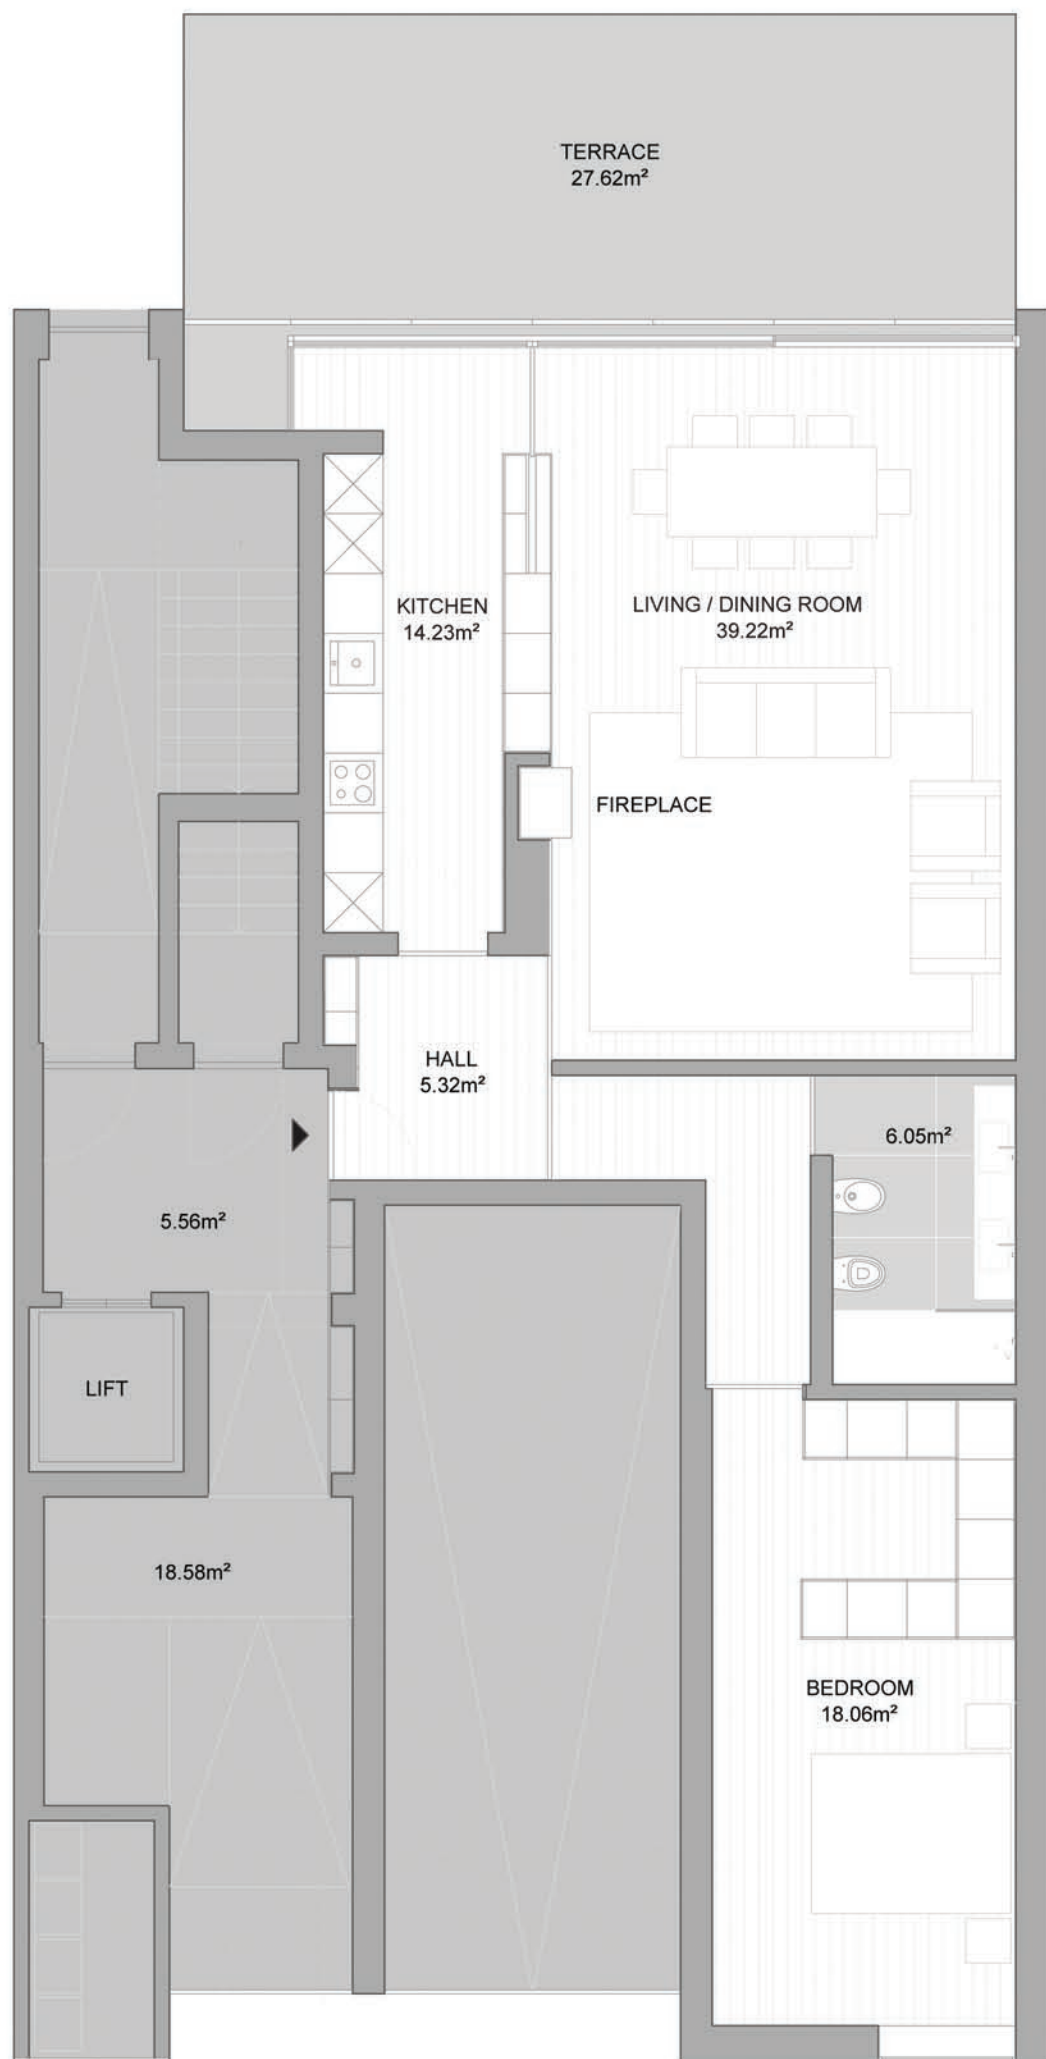 TERRACE
27.62m²
KITCHEN
14.23m²
LIVING / DINING ROOM
39.22m²
FIREPLACE
HALL
5.32m²
6.05m²
5.56m²
LIFT
18.58m²
BEDROOM
18.06m²